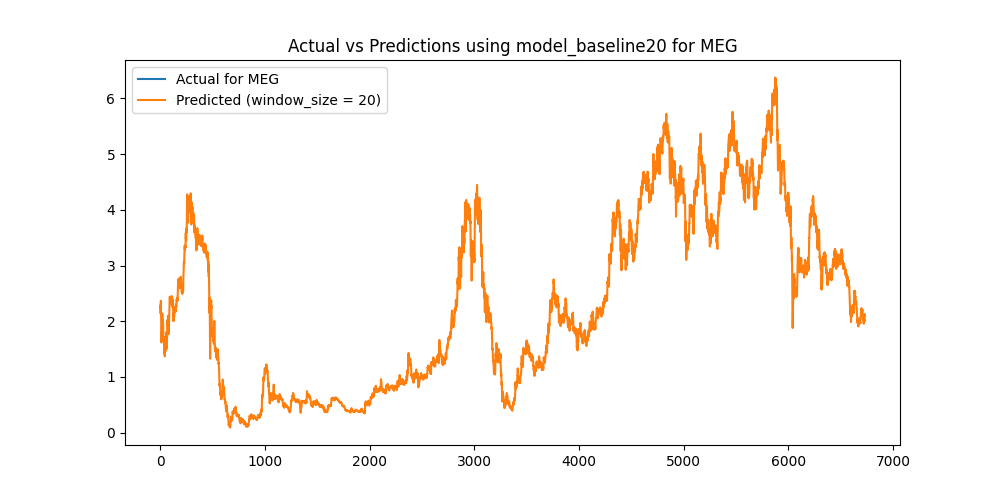 Actual vs Predictions using model_baseline20 for MEG
Actual for MEG
Predicted (window_size = 20)
6
5
4
3
2
1
0
0 1000 2000 3000 4000 5000 6000 7000